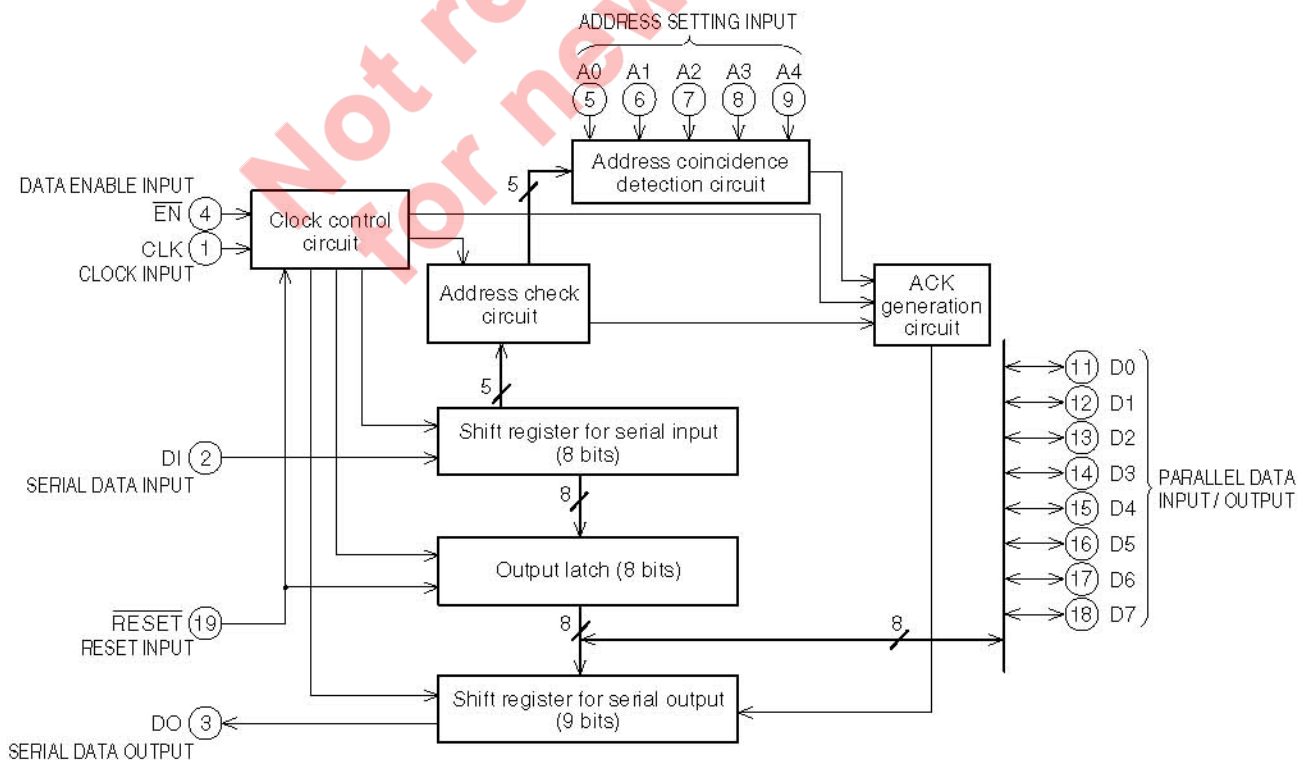 ADDRESS SETTING INPUT
A0 A1 A2 A3 A4
5 6 7 8 9
Address coincidence
detection circuit
5
DATA ENABLE INPUT
EN 4
CLK 1
CLOCK INPUT
Clock control
circuit
Address check
circuit
ACK
generation
circuit
5
Shift register for serial input
(8 bits)
DI 2
SERIAL DATA INPUT
8
Output latch (8 bits)
RESET 19
RESET INPUT
8
8
Shift register for serial output
(9 bits)
DO 3
SERIAL DATA OUTPUT
11 D0
12 D1
13 D2
14 D3
15 D4
16 D5
17 D6
18 D7
PARALLEL DATA
INPUT / OUTPUT
Not
for new